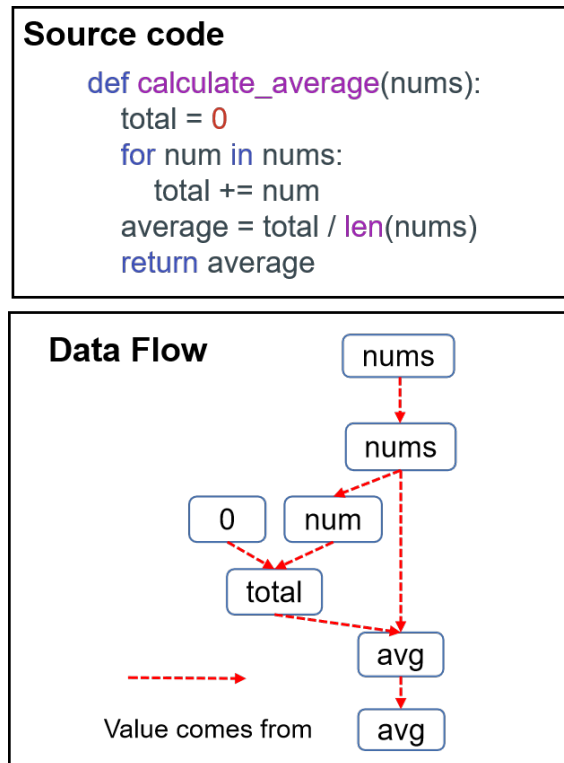 Source code
def calculate_average(nums):
total = 0
for num in nums:
total += num
average = total / len(nums)
return average
Data Flow
nums
nums
0
num
total
avg
Value comes from
avg